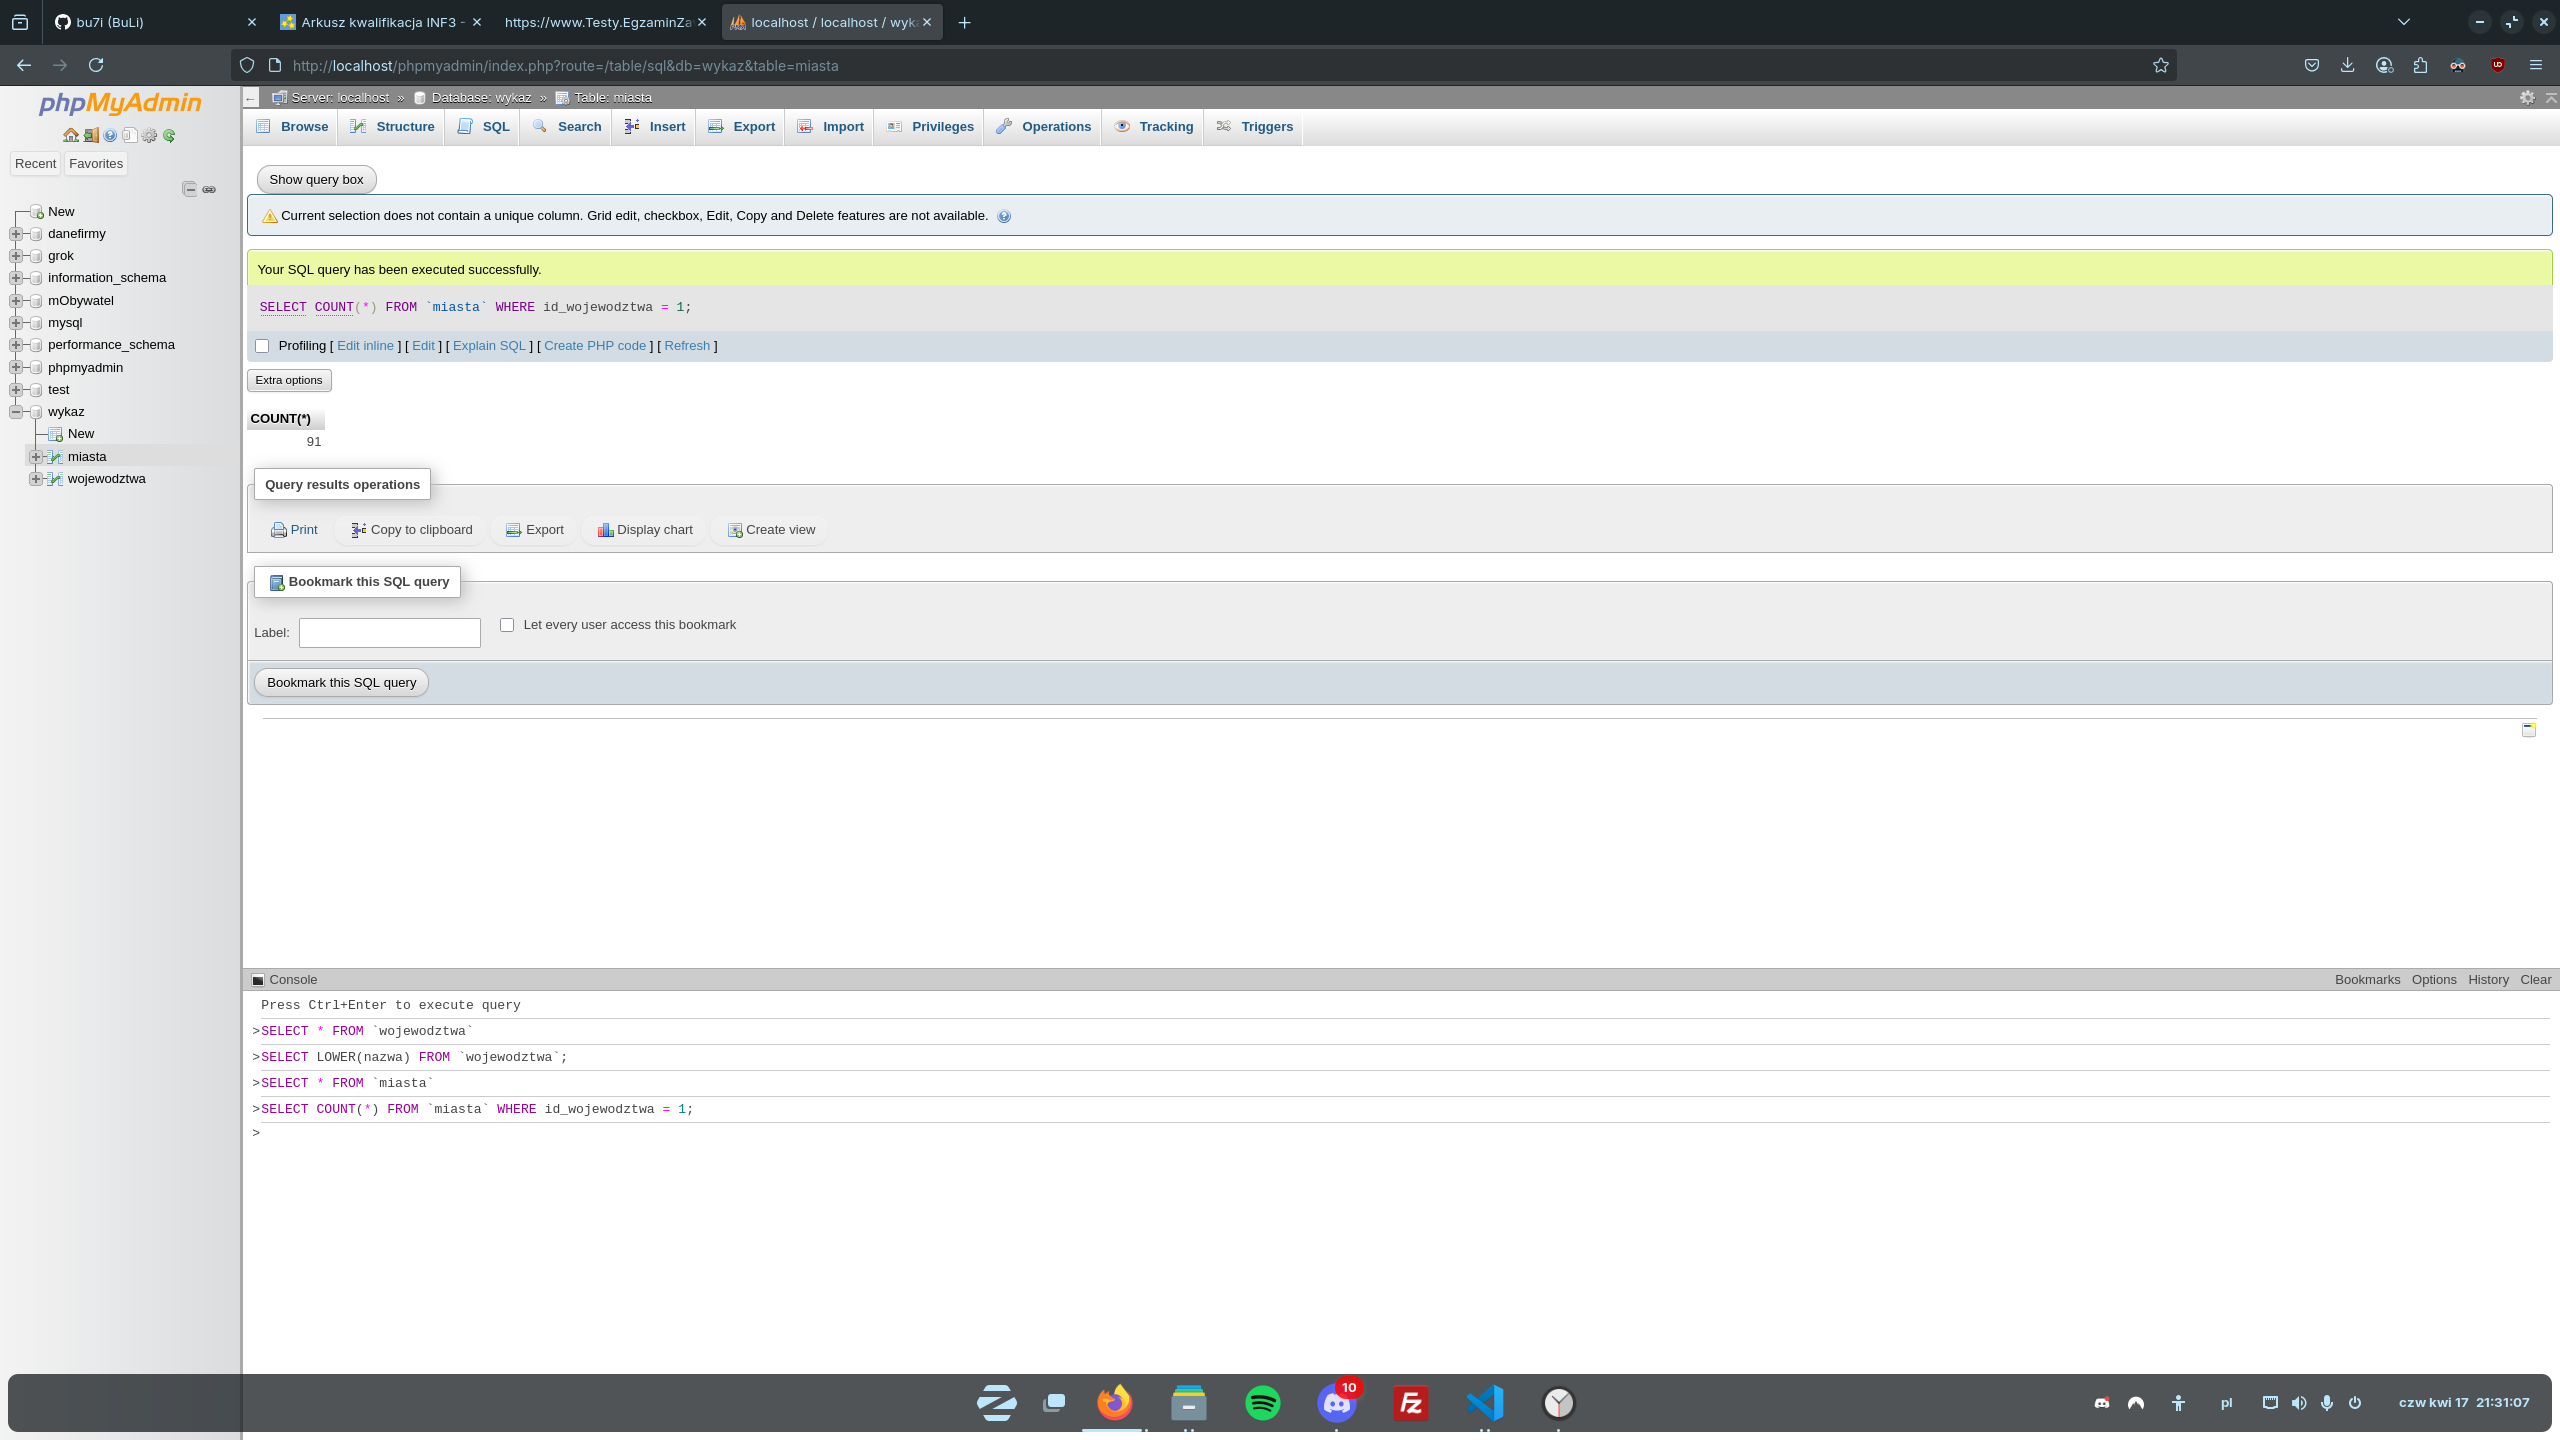 bu7i (BuLi)
Arkusz kwalifikacja INF3 -
https://www.Testy.EgzaminZa
localhost / localhost / wyk
http://localhost/phpmyadmin/index.php?route=/table/sql&db=wykaz&table=miasta
phpMyAdmin
Recent Favorites
New
danefirmy
grok
information_schema
mObywatel
mysql
performance_schema
phpmyadmin
test
wykaz
New
miasta
wojewodztwa
← Server: localhost » Database: wykaz » Table: miasta
Browse Structure SQL Search Insert Export Import Privileges Operations Tracking Triggers
Show query box
Current selection does not contain a unique column. Grid edit, checkbox, Edit, Copy and Delete features are not available.
Your SQL query has been executed successfully.
SELECT COUNT(*) FROM `miasta` WHERE id_wojewodztwa = 1;
Profiling [ Edit inline ] [ Edit ] [ Explain SQL ] [ Create PHP code ] [ Refresh ]
Extra options
COUNT(*)
91
Query results operations
Print Copy to clipboard Export Display chart Create view
Bookmark this SQL query
Label: Let every user access this bookmark
Bookmark this SQL query
Console Bookmarks Options History Clear
Press Ctrl+Enter to execute query
>SELECT * FROM `wojewodztwa`
>SELECT LOWER(nazwa) FROM `wojewodztwa`;
>SELECT * FROM `miasta`
>SELECT COUNT(*) FROM `miasta` WHERE id_wojewodztwa = 1;
>
10
Fz
pl
czw kwi 17 21:31:07